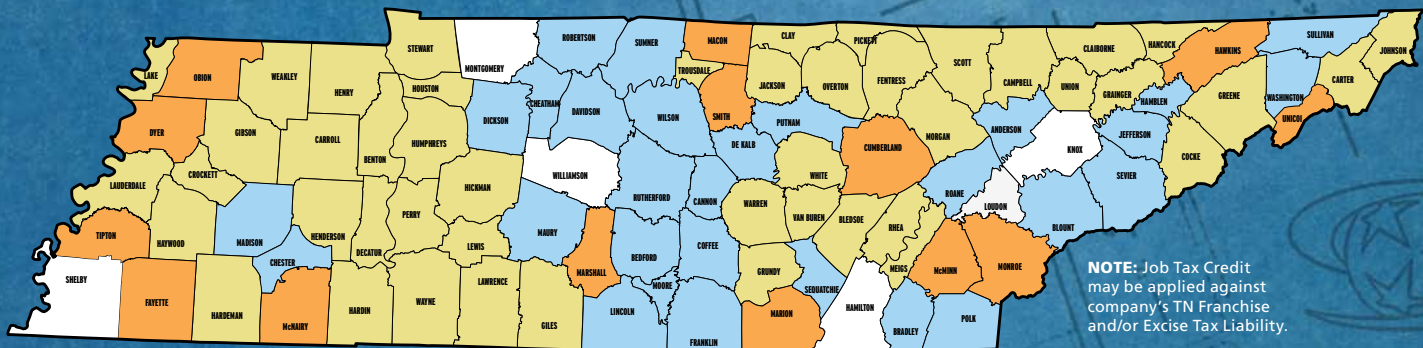 STEWART
MONTGOMERY
ROBERTSON
SUMNER
MACON
CLAY
PICKETT
CLAIBORNE
HANCOCK
HAWKINS
SULLIVAN
JOHNSON
LAKE
OBION
WEAKLEY
HENRY
HOUSTON
TROUSDALE
JACKSON
OVERTON
FENTRESS
SCOTT
CAMPBELL
UNION
GRAINGER
HAMBLEN
GREENE
WASHINGTON
CARTER
UNICOI
DYER
GIBSON
CARROLL
BENTON
HUMPHREYS
DICKSON
CHEATHAM
DAVIDSON
WILSON
SMITH
DE KALB
PUTNAM
CUMBERLAND
MORGAN
ANDERSON
KNOX
JEFFERSON
COCKE
SEVIER
LAUDERDALE
CROCKETT
HICKMAN
WILLIAMSON
RUTHERFORD
CANNON
WARREN
WHITE
VAN BUREN
BLEDSOE
RHEA
ROANE
LOUDON
BLOUNT
TIPTON
HAYWOOD
MADISON
CHESTER
HENDERSON
DECATUR
PERRY
LEWIS
MAURY
MARSHALL
BEDFORD
COFFEE
MOORE
GRUNDY
SEQUATCHIE
MEIGS
McMINN
MONROE
SHELBY
FAYETTE
HARDEMAN
McNAIRY
HARDIN
WAYNE
LAWRENCE
GILES
LINCOLN
FRANKLIN
MARION
HAMILTON
BRADLEY
POLK
NOTE: Job Tax Credit
may be applied against
company's TN Franchise
and/or Excise Tax Liability.